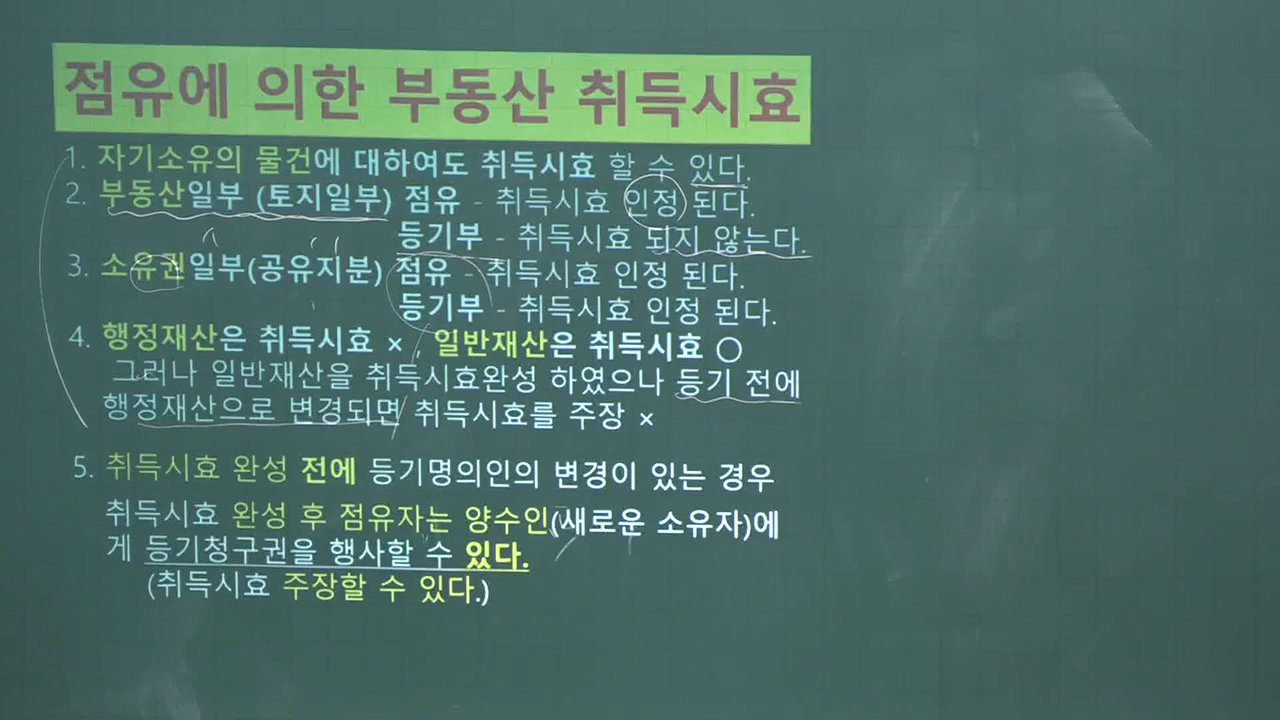 점유에 의한 부동산 취득시효
1. 자기소유의 물건에 대하여도 취득시효 할 수 있다.
2. 부동산일부 (토지일부) 점유 - 취득시효 인정 된다.
등기부 - 취득시효 되지 않는다.
3. 소유권일부(공유지분) 점유 - 취득시효 인정 된다.
등기부 - 취득시효 인정 된다.
4. 행정재산은 취득시효 ×, 일반재산은 취득시효 ○
그러나 일반재산을 취득시효완성 하였으나 등기 전에
행정재산으로 변경되면 취득시효를 주장 ×
5. 취득시효 완성 전에 등기명의인의 변경이 있는 경우
취득시효 완성 후 점유자는 양수인(새로운 소유자)에
게 등기청구권을 행사할 수 있다.
(취득시효 주장할 수 있다.)